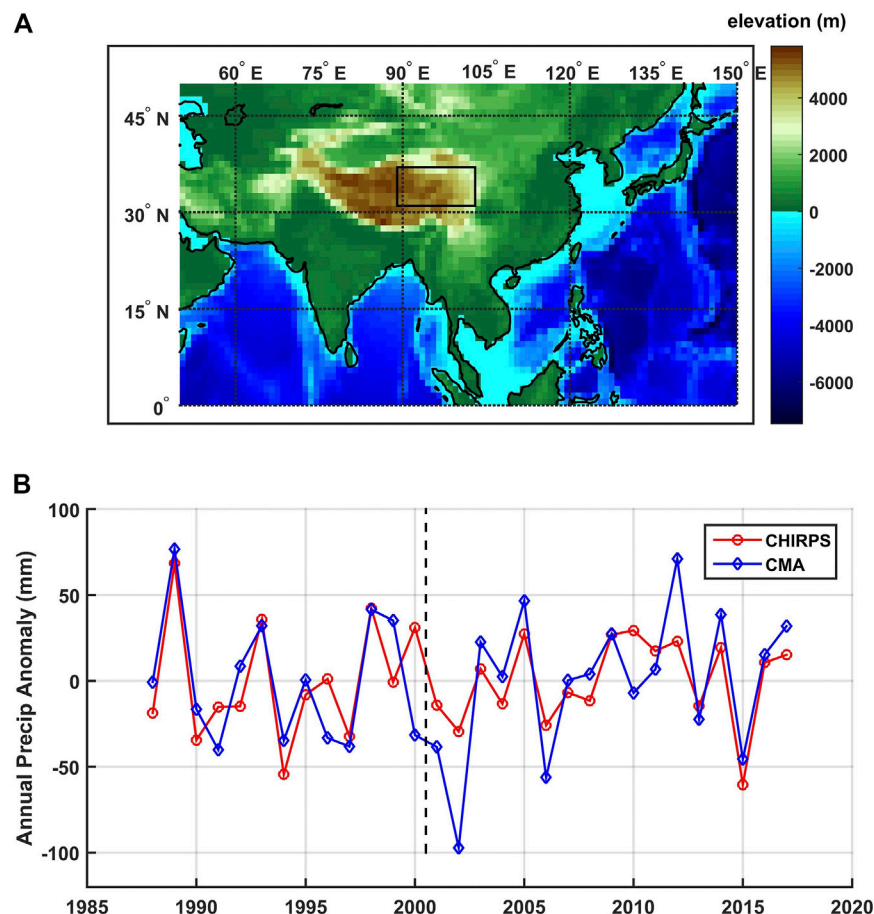 A
elevation (m)
60° E 75° E 90° E 105° E 120° E 135° E 150° E
45° N
30° N
15° N
0°
4000
2000
0
-2000
-4000
-6000
B
Annual Precip Anomaly (mm)
100
50
0
-50
-100
CHIRPS
CMA
1985 1990 1995 2000 2005 2010 2015 2020